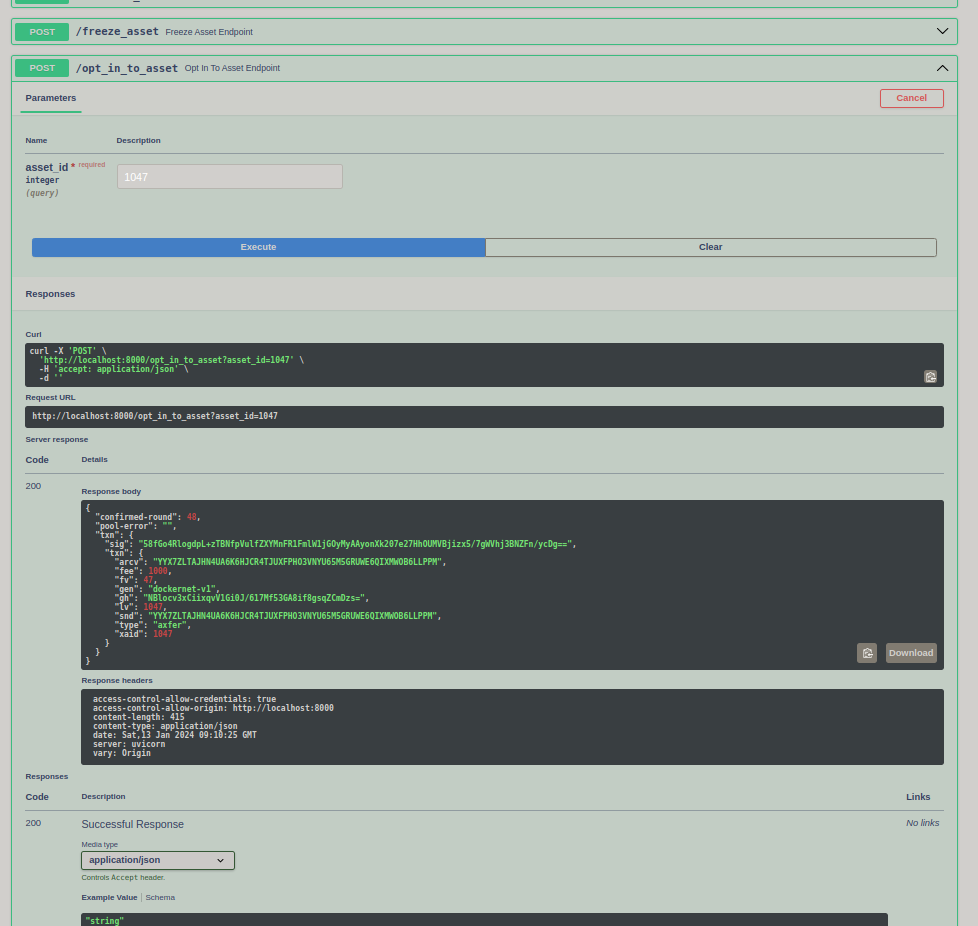 POST /freeze_asset Freeze Asset Endpoint
POST /opt_in_to_asset Opt In To Asset Endpoint
Parameters
Cancel
Name Description
asset_id * required
integer
(query)
1047
Execute Clear
Responses
Curl
curl -X 'POST' \
'http://localhost:8000/opt_in_to_asset?asset_id=1047' \
-H 'accept: application/json' \
-d ''
Request URL
http://localhost:8000/opt_in_to_asset?asset_id=1047
Server response
Code Details
200
Response body
{
"confirmed-round": 48,
"pool-error": "",
"txn": {
"sig": "58fGo4RlogdpL+zTBNfpVulfZXYMnFR1FmlW1jGOyMyAAyonXk207e27HhOUMVBjizx5/7gWVhj3BNZFn/ycDg==",
"txn": {
"arcv": "YYX7ZLTAJHN4UA6K6HJCR4TJUXFPHO3VNYU65M5GRUWE6QIXMWOB6LLPPM",
"fee": 1000,
"fv": 47,
"gen": "dockernet-v1",
"gh": "NBlocv3xCiixqvV1Gi0J/617Mf53GA8if8gsqZCmDzs=",
"lv": 1047,
"snd": "YYX7ZLTAJHN4UA6K6HJCR4TJUXFPHO3VNYU65M5GRUWE6QIXMWOB6LLPPM",
"type": "axfer",
"xaid": 1047
}
}
}
Download
Response headers
access-control-allow-credentials: true
access-control-allow-origin: http://localhost:8000
content-length: 415
content-type: application/json
date: Sat,13 Jan 2024 09:10:25 GMT
server: uvicorn
vary: Origin
Responses
Code Description Links
200 Successful Response No links
Media type
application/json
Controls Accept header.
Example Value | Schema
"string"